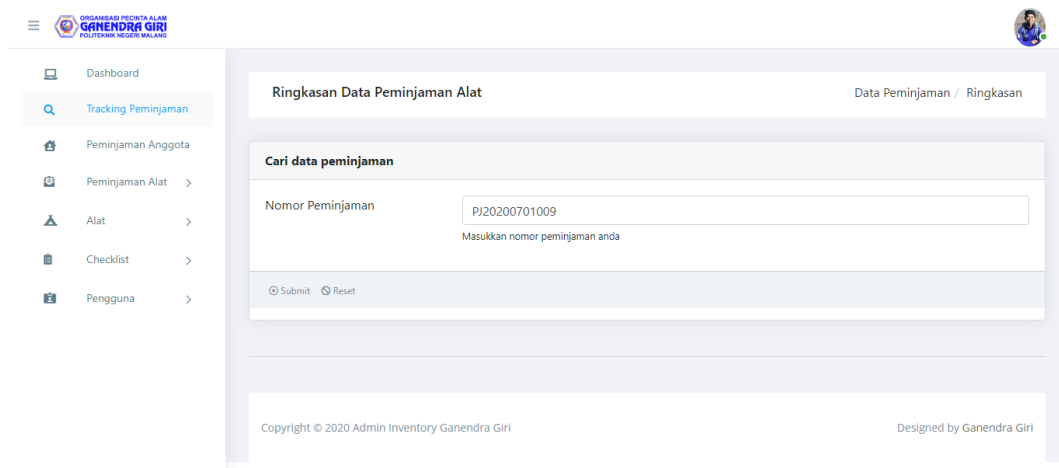 ORGANISASI PECINTA ALAM
GANENDRA GIRI
POLITEKNIK NEGERI MALANG
Dashboard
Tracking Peminjaman
Peminjaman Anggota
Peminjaman Alat
Alat
Checklist
Pengguna
Ringkasan Data Peminjaman Alat
Data Peminjaman / Ringkasan
Cari data peminjaman
Nomor Peminjaman
PJ20200701009
Masukkan nomor peminjaman anda
Submit
Reset
Copyright © 2020 Admin Inventory Ganendra Giri
Designed by Ganendra Giri